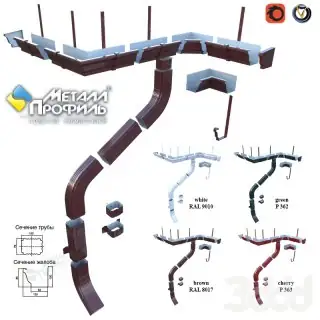 МЕТАЛЛ
ПРОФИЛЬ
white
RAL 9010
green
P 362
Сечение трубы
Сечение желоба
brown
RAL 8017
cherry
P 363